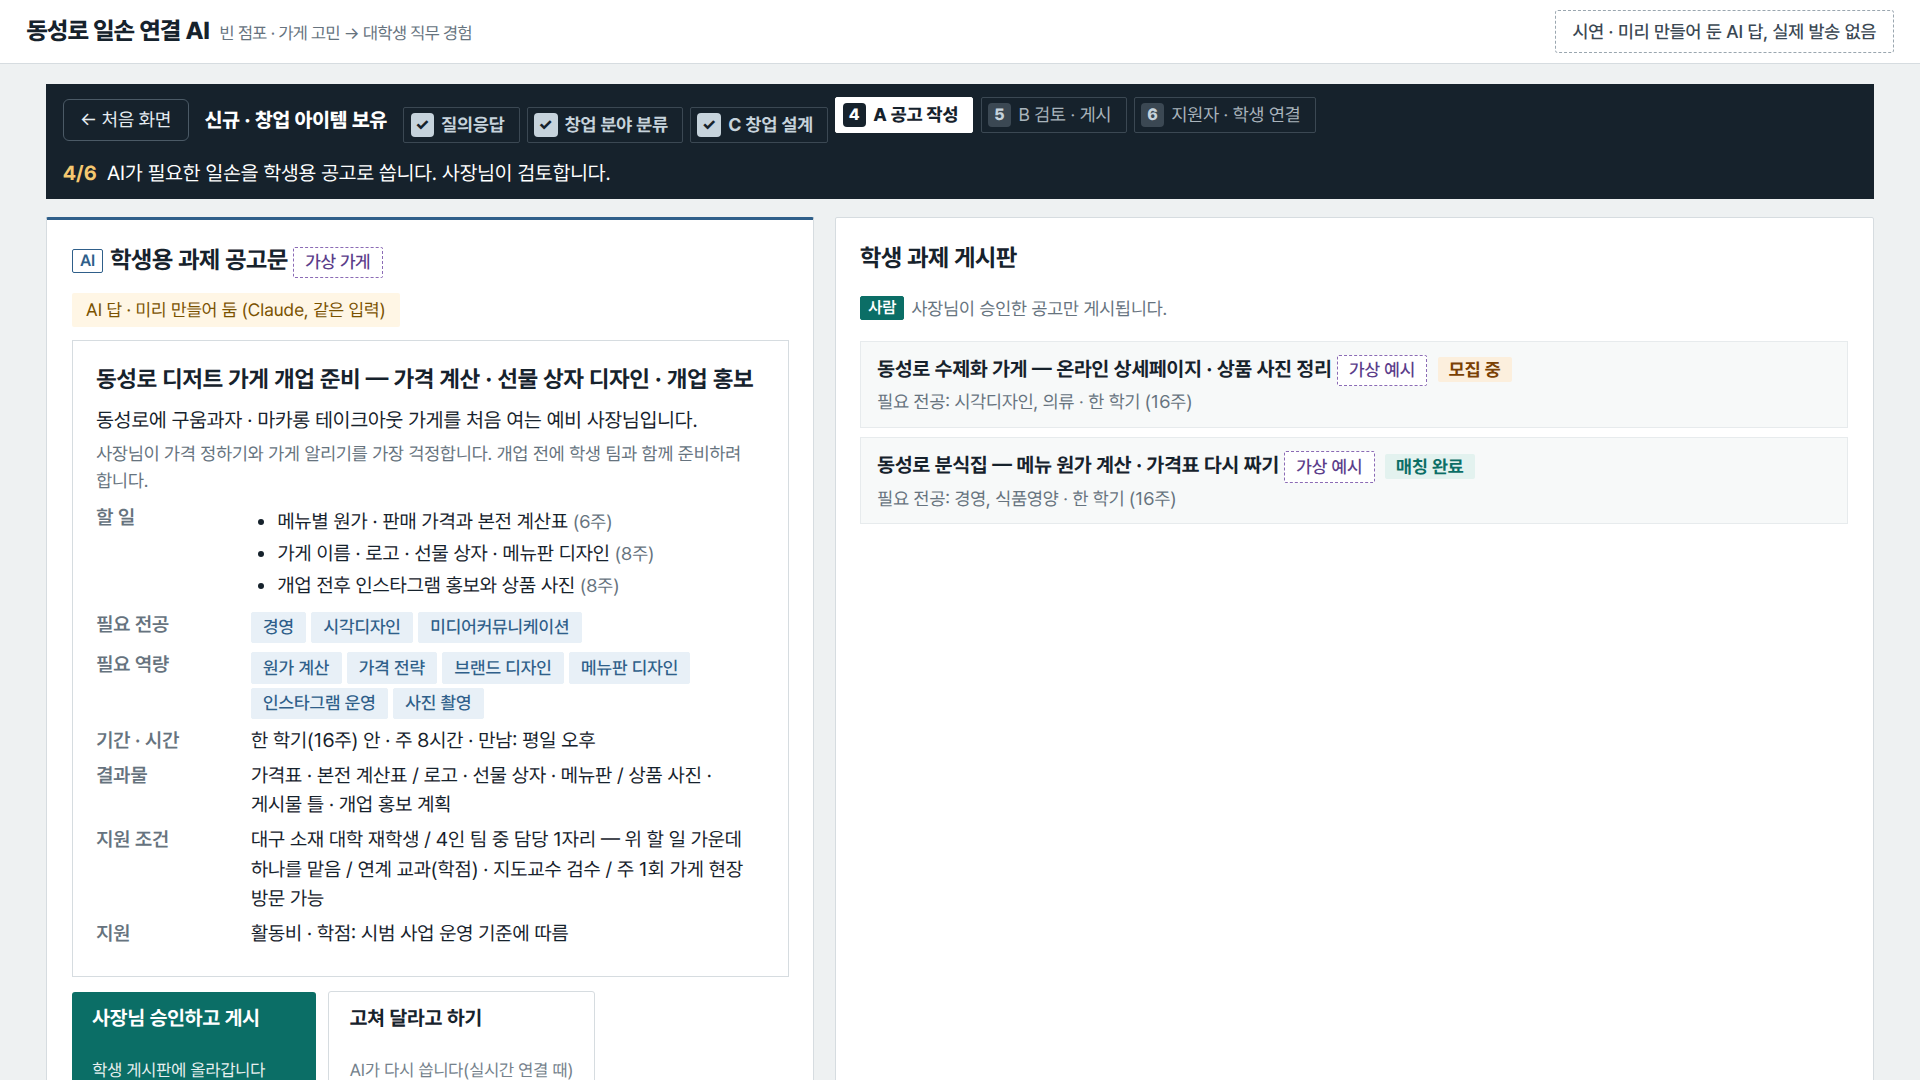 동성로 일손 연결 AI 빈 점포 · 가게 고민 → 대학생 직무 경험
시연 · 미리 만들어 둔 AI 답, 실제 발송 없음
← 처음 화면 신규 · 창업 아이템 보유 질의응답 창업 분야 분류 C 창업 설계 4 A 공고 작성 5 B 검토 · 게시 6 지원자 · 학생 연결
4/6 AI가 필요한 일손을 학생용 공고로 씁니다. 사장님이 검토합니다.
AI 학생용 과제 공고문 가상 가게
AI 답 · 미리 만들어 둠 (Claude, 같은 입력)
동성로 디저트 가게 개업 준비 — 가격 계산 · 선물 상자 디자인 · 개업 홍보
동성로에 구움과자 · 마카롱 테이크아웃 가게를 처음 여는 예비 사장님입니다.
사장님이 가격 정하기와 가게 알리기를 가장 걱정합니다. 개업 전에 학생 팀과 함께 준비하려
합니다.
할 일
• 메뉴별 원가 · 판매 가격과 본전 계산표 (6주)
• 가게 이름 · 로고 · 선물 상자 · 메뉴판 디자인 (8주)
• 개업 전후 인스타그램 홍보와 상품 사진 (8주)
필요 전공 경영 시각디자인 미디어커뮤니케이션
필요 역량 원가 계산 가격 전략 브랜드 디자인 메뉴판 디자인
인스타그램 운영 사진 촬영
기간 · 시간 한 학기(16주) 안 · 주 8시간 · 만남: 평일 오후
결과물 가격표 · 본전 계산표 / 로고 · 선물 상자 · 메뉴판 / 상품 사진 ·
게시물 틀 · 개업 홍보 계획
지원 조건 대구 소재 대학 재학생 / 4인 팀 중 담당 1자리 — 위 할 일 가운데
하나를 맡음 / 연계 교과(학점) · 지도교수 검수 / 주 1회 가게 현장
방문 가능
지원 활동비 · 학점: 시범 사업 운영 기준에 따름
사장님 승인하고 게시
학생 게시판에 올라갑니다
고쳐 달라고 하기
AI가 다시 씁니다(실시간 연결 때)
학생 과제 게시판
사람 사장님이 승인한 공고만 게시됩니다.
동성로 수제화 가게 — 온라인 상세페이지 · 상품 사진 정리 가상 예시 모집 중
필요 전공: 시각디자인, 의류 · 한 학기 (16주)
동성로 분식집 — 메뉴 원가 계산 · 가격표 다시 짜기 가상 예시 매칭 완료
필요 전공: 경영, 식품영양 · 한 학기 (16주)